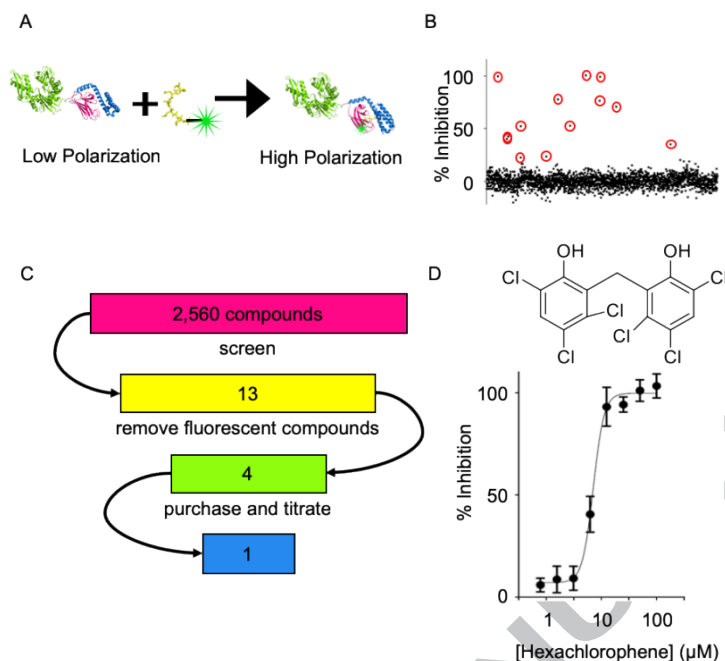 A
Low Polarization
High Polarization
B
% Inhibition
100
50
0
C
2,560 compounds
screen
13
remove fluorescent compounds
4
purchase and titrate
1
D
OH
OH
Cl
Cl
Cl
Cl
Cl
Cl
% Inhibition
100
50
0
1
10
100
[Hexachlorophene] (μM)